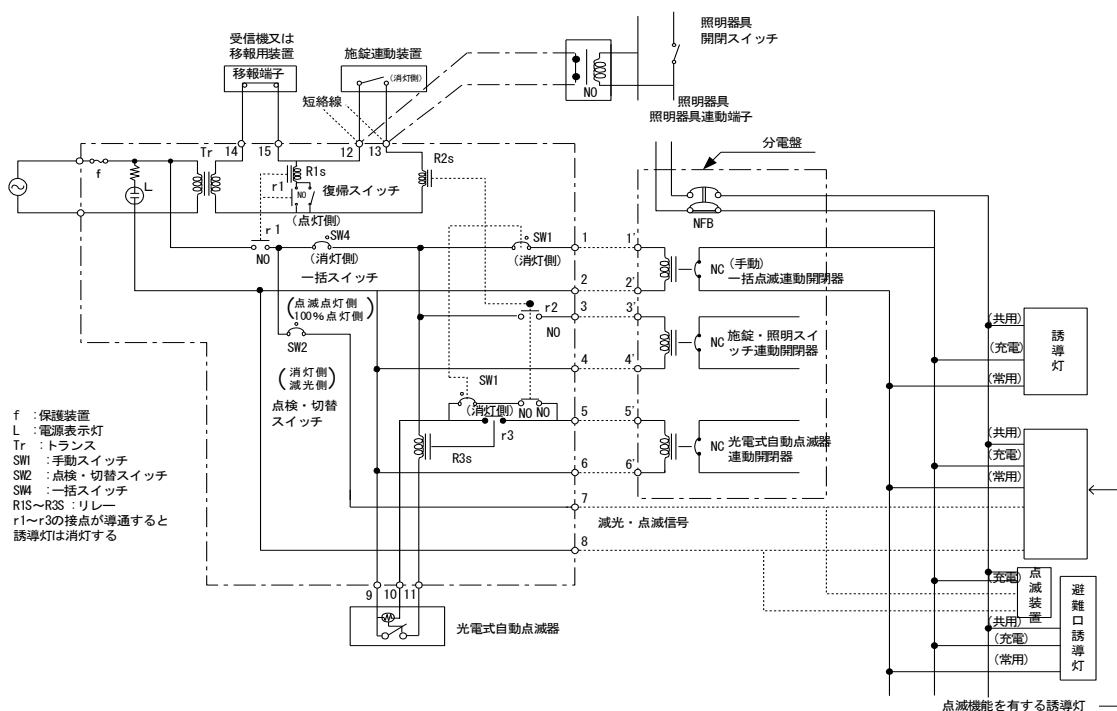 受信機又は
移報用装置
移報端子
施錠連動装置
(消灯側)
短絡線
NO
照明器具
開閉スイッチ
照明器具
照明器具連動端子
分電盤
NFB
f
L
Tr
14
15
12
13
R1s
r1
NO
復帰スイッチ
(点灯側)
R2s
r1
NO
SW4
(消灯側)
一括スイッチ
SW1
(消灯側)
1
1'
2
2'
NC
(手動)
一括点滅連動開閉器
点滅点灯側
100%点灯側
SW2
消灯側
減光側
点検・切替
スイッチ
r2
NO
3
3'
4
4'
NC
施錠・照明スイ
ッチ連動開閉器
SW1
(消灯側)
NO
NO
r3
R3s
5
5'
6
6'
NC
光電式自動点滅器
連動開閉器
7
減光・点滅信号
8
9
10
11
光電式自動点滅器
f :保護装置
L :電源表示灯
Tr :トランス
SW1 :手動スイッチ
SW2 :点検・切替スイッチ
SW4 :一括スイッチ
R1S~R3S :リレー
r1~r3の接点が導通すると
誘導灯は消灯する
(共用)
(充電)
(常用)
誘導灯
(共用)
(充電)
(常用)
(充電)
点滅装置
(共用)
(充電)
(常用)
避難口誘導灯
点滅機能を有する誘導灯